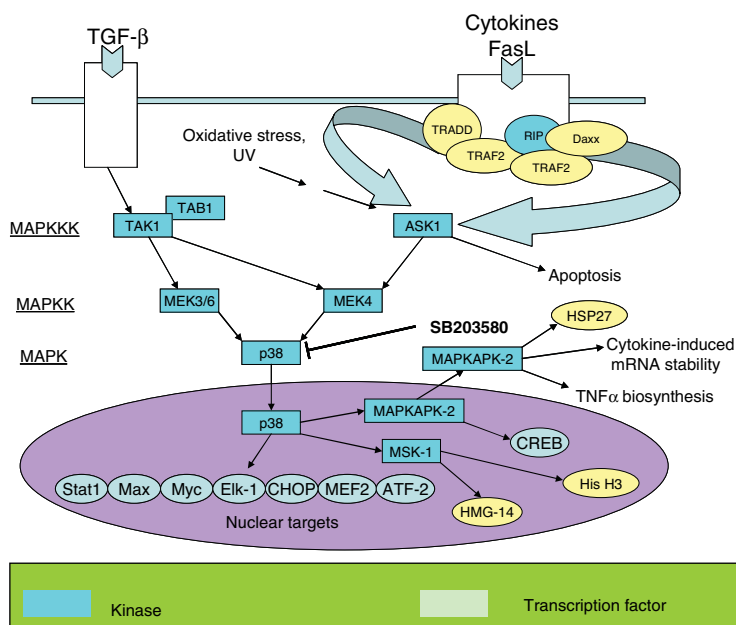 TGF-β
Cytokines
FasL
TRADD
RIP
Daxx
TRAF2
TRAF2
Oxidative stress,
UV
TAB1
MAPKKK
TAK1
ASK1
Apoptosis
MAPKK
MEK3/6
MEK4
SB203580
HSP27
MAPK
p38
MAPKAPK-2
Cytokine-induced
mRNA stability
TNFα biosynthesis
p38
MAPKAPK-2
CREB
MSK-1
Stat1
Max
Myc
Elk-1
CHOP
MEF2
ATF-2
His H3
HMG-14
Nuclear targets
Kinase
Transcription factor